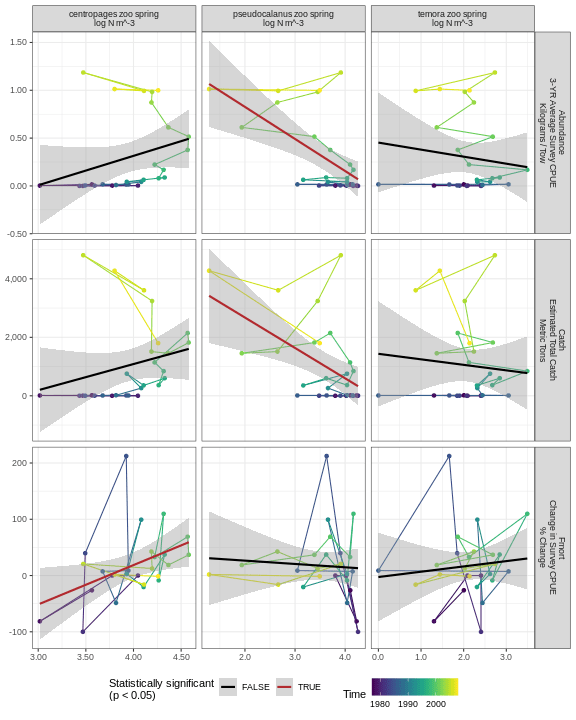 centropages zoo spring
log N m^-3
pseudocalanus zoo spring
log N m^-3
temora zoo spring
log N m^-3
1.50
1.00
0.50
0.00
-0.50
Abundance
3-YR Average Survey CPUE
Kilograms / Tow
4,000
2,000
0
Catch
Estimated Total Catch
Metric Tons
200
100
0
-100
Fmort
Change in Survey CPUE
% Change
3.00 3.50 4.00 4.50
2.0 3.0 4.0
0.0 1.0 2.0 3.0
Statistically significant
(p < 0.05)
FALSE
TRUE
Time
1980 1990 2000